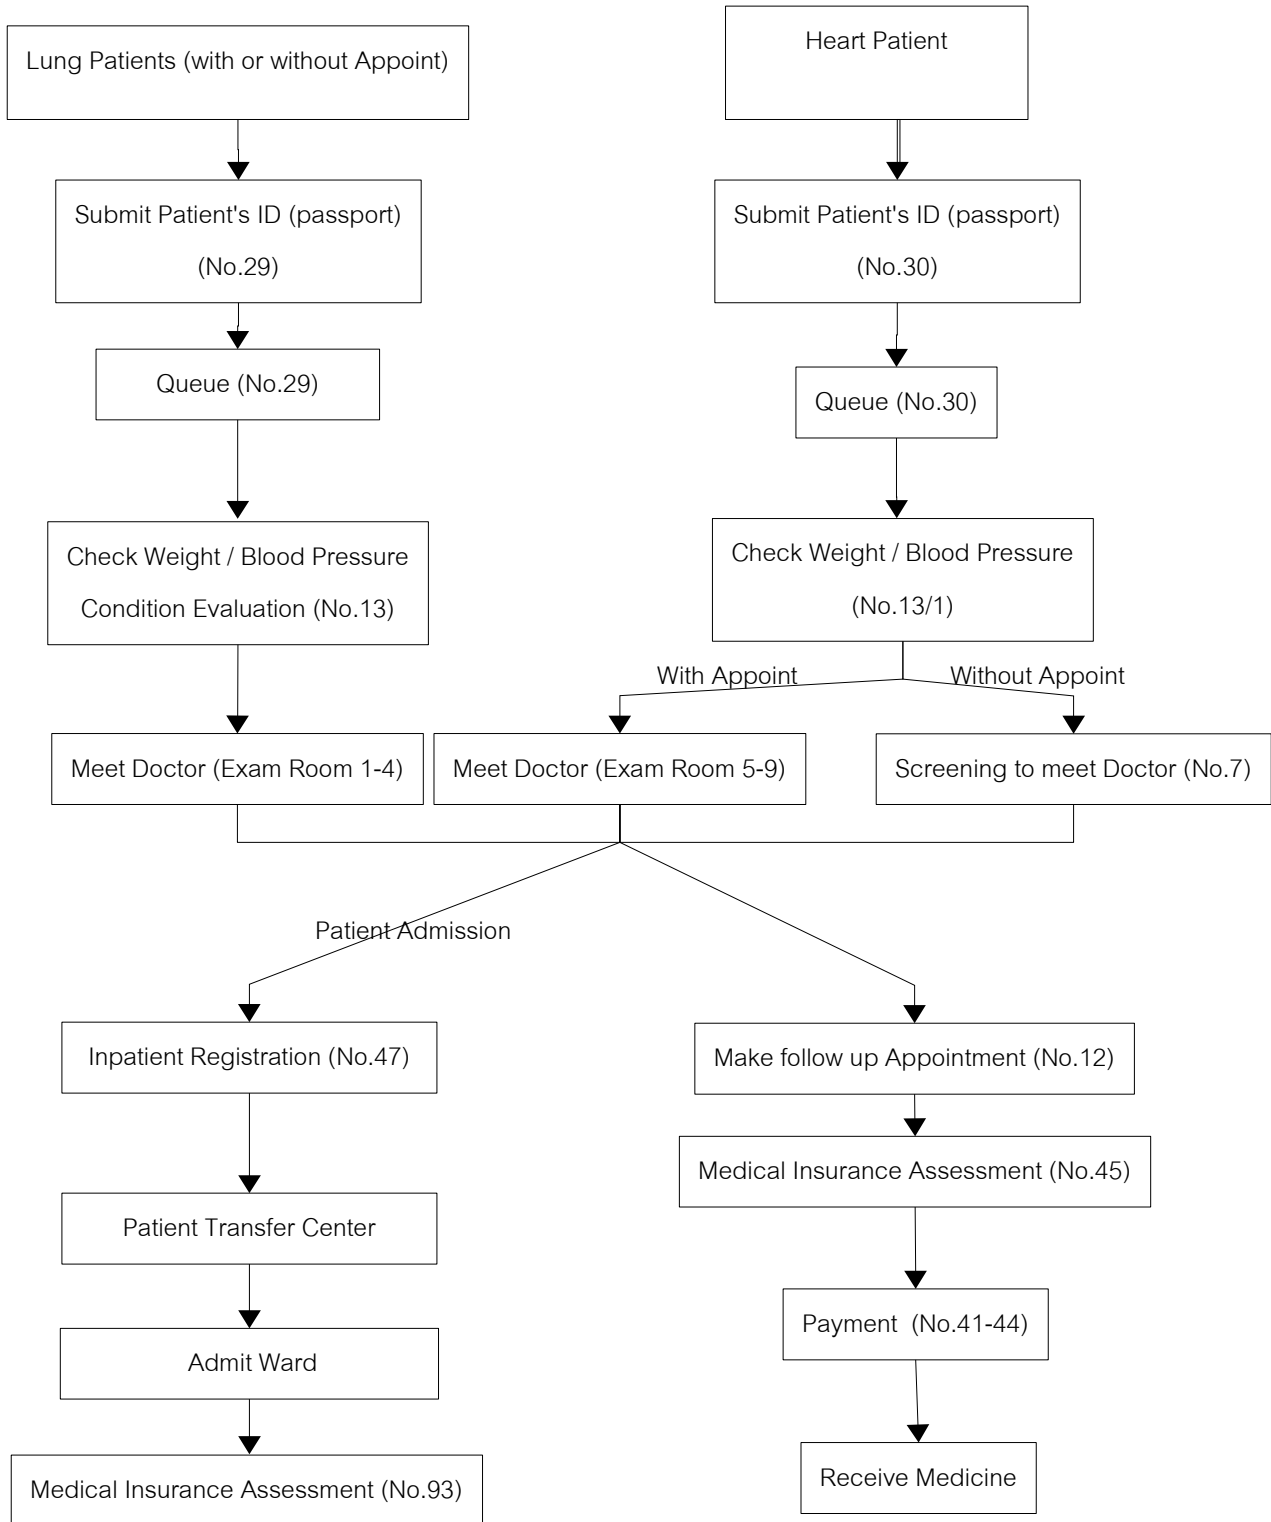 Lung Patients (with or without Appoint)
Heart Patient
Submit Patient's ID (passport)
(No.29)
Submit Patient's ID (passport)
(No.30)
Queue (No.29)
Queue (No.30)
Check Weight / Blood Pressure
Condition Evaluation (No.13)
Check Weight / Blood Pressure
(No.13/1)
With Appoint
Without Appoint
Meet Doctor (Exam Room 1-4)
Meet Doctor (Exam Room 5-9)
Screening to meet Doctor (No.7)
Patient Admission
Inpatient Registration (No.47)
Make follow up Appointment (No.12)
Medical Insurance Assessment (No.45)
Patient Transfer Center
Payment  (No.41-44)
Admit Ward
Receive Medicine
Medical Insurance Assessment (No.93)